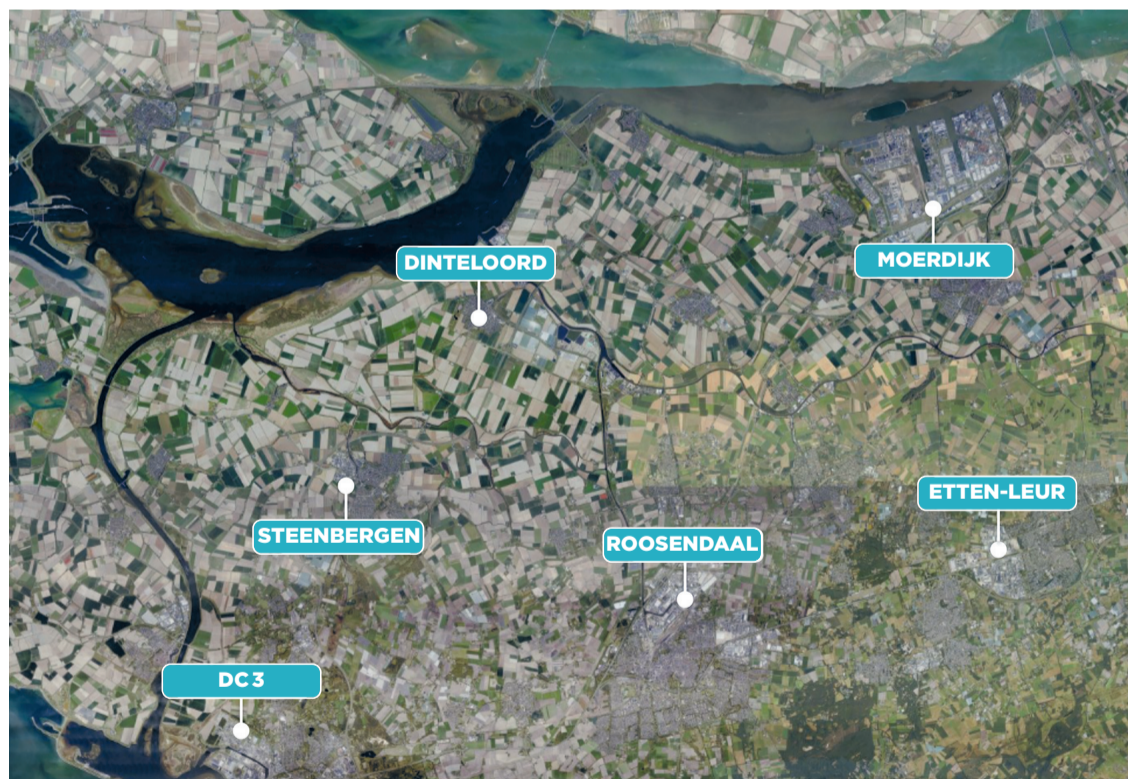 DINTELOORD
MOERDIJK
ETTEN-LEUR
STEENBERGEN
ROOSENDAAL
DC 3